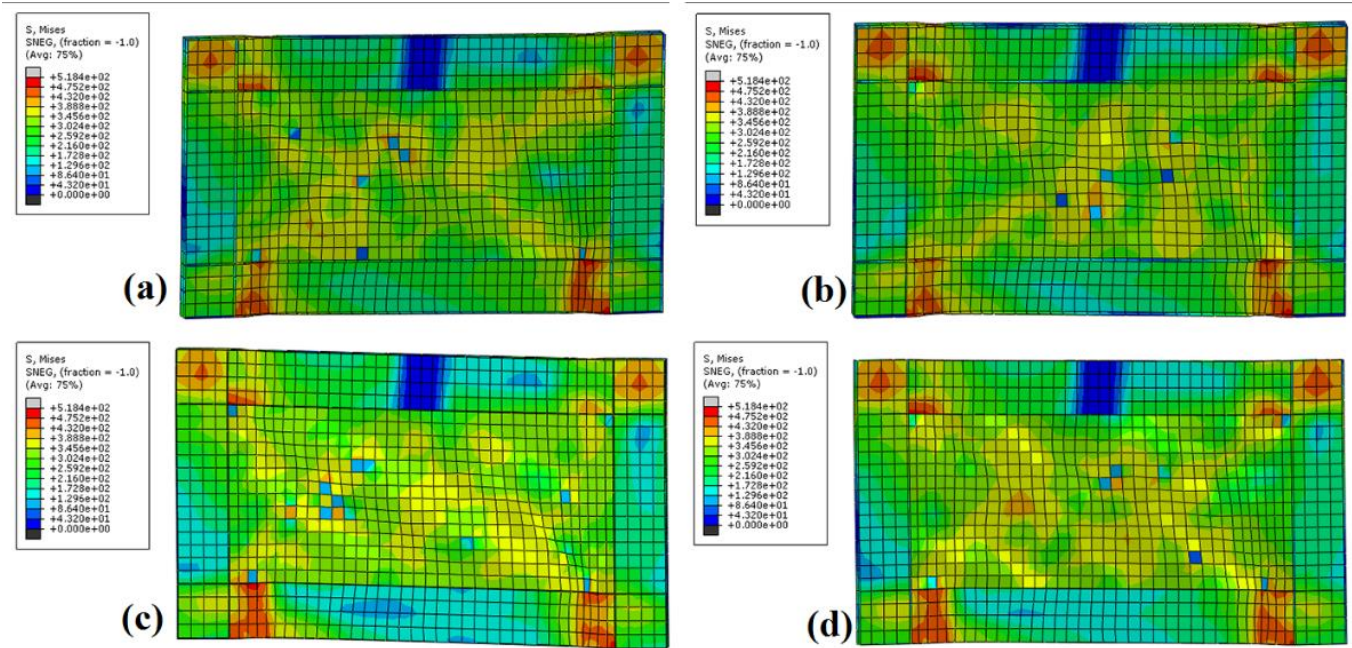 S, Mises
SNEG, (fraction = -1.0)
(Avg: 75%)
+5.184e+02
+4.752e+02
+4.320e+02
+3.888e+02
+3.456e+02
+3.024e+02
+2.592e+02
+2.160e+02
+1.728e+02
+1.296e+02
+8.640e+01
+4.320e+01
+0.000e+00
(a)
S, Mises
SNEG, (fraction = -1.0)
(Avg: 75%)
+5.184e+02
+4.752e+02
+4.320e+02
+3.888e+02
+3.456e+02
+3.024e+02
+2.592e+02
+2.160e+02
+1.728e+02
+1.296e+02
+8.640e+01
+4.320e+01
+0.000e+00
(b)
S, Mises
SNEG, (fraction = -1.0)
(Avg: 75%)
+5.184e+02
+4.752e+02
+4.320e+02
+3.888e+02
+3.456e+02
+3.024e+02
+2.592e+02
+2.160e+02
+1.728e+02
+1.296e+02
+8.640e+01
+4.320e+01
+0.000e+00
(c)
S, Mises
SNEG, (fraction = -1.0)
(Avg: 75%)
+5.184e+02
+4.752e+02
+4.320e+02
+3.888e+02
+3.456e+02
+3.024e+02
+2.592e+02
+2.160e+02
+1.728e+02
+1.296e+02
+8.640e+01
+4.320e+01
+0.000e+00
(d)